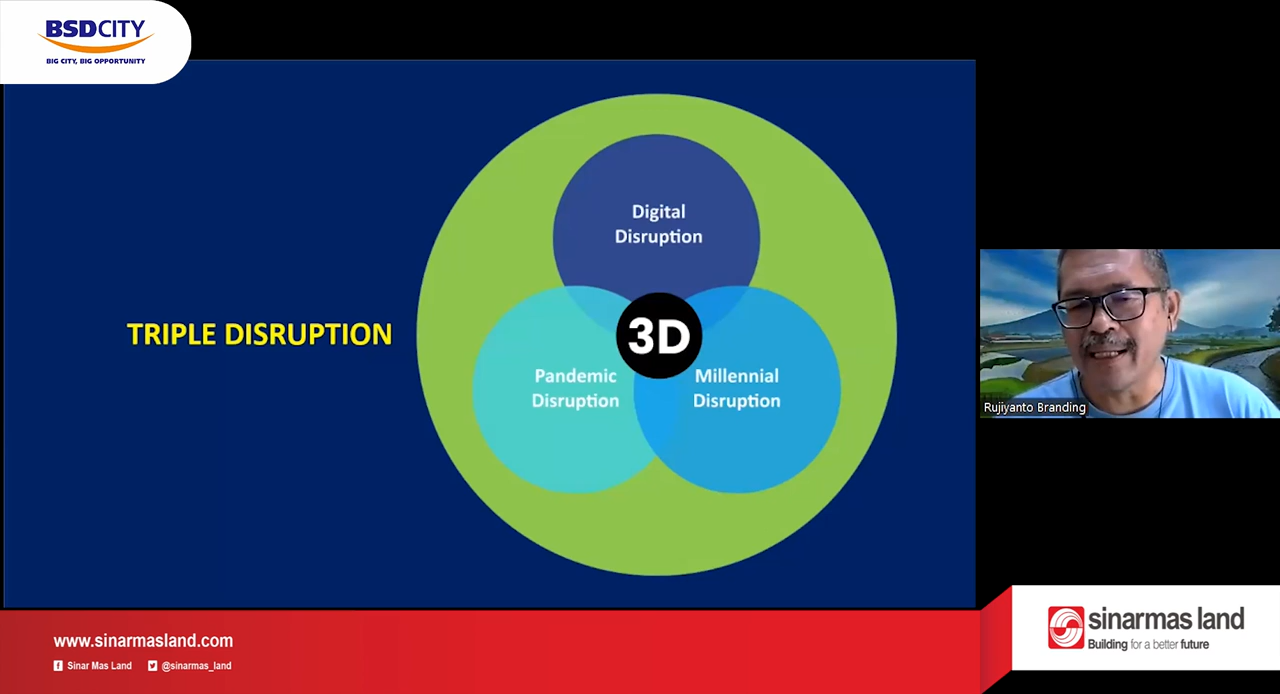 BSDCITY
BIG CITY, BIG OPPORTUNITY
TRIPLE DISRUPTION
Digital
Disruption
3D
Pandemic
Disruption
Millennial
Disruption
Rujiyanto Branding
www.sinarmasland.com
Sinar Mas Land
@sinarmas_land
sinarmas land
Building for a better future